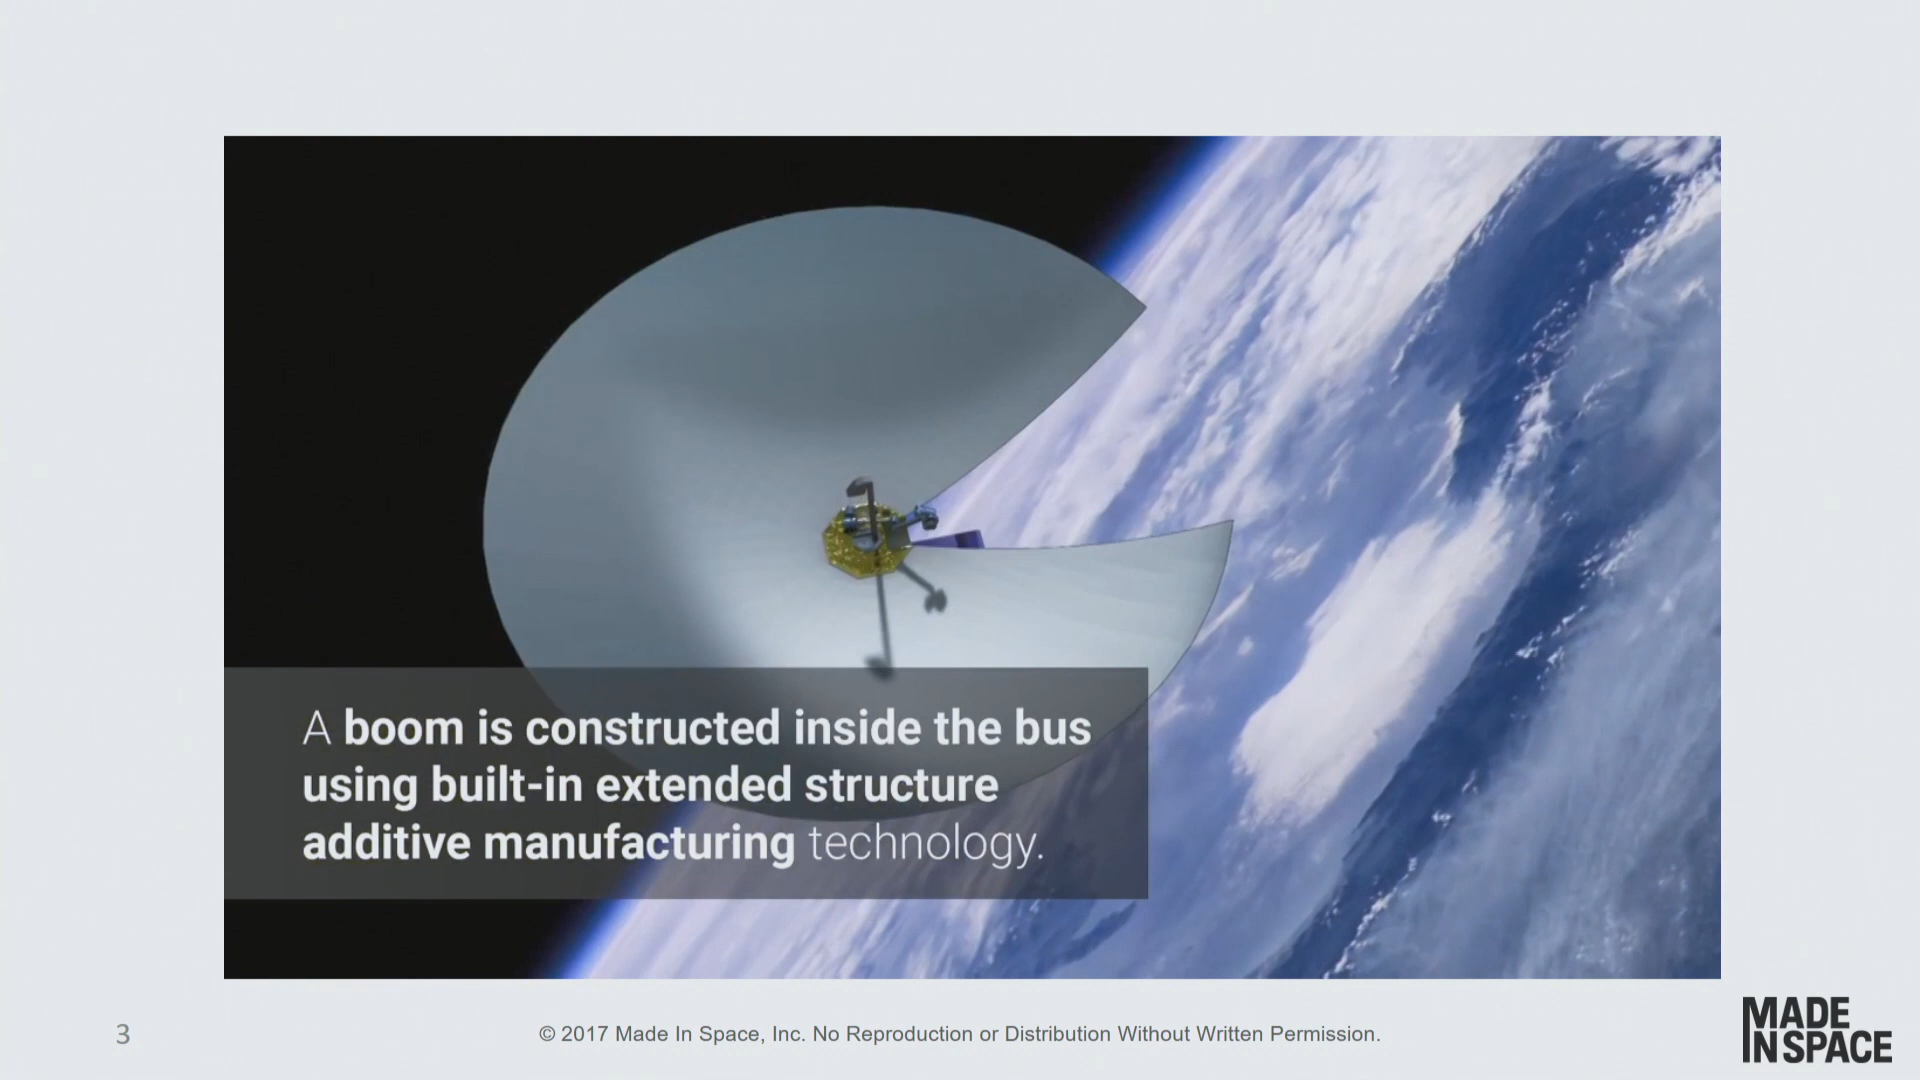 A boom is constructed inside the bus
using built-in extended structure
additive manufacturing technology.
3
© 2017 Made In Space, Inc. No Reproduction or Distribution Without Written Permission.
MADE
IN SPACE